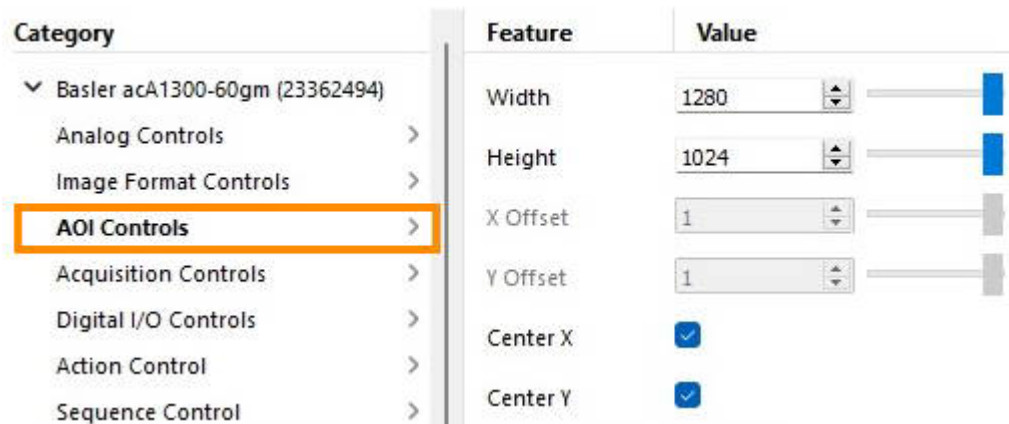 Category
Basler acA1300-60gm (23362494)
Analog Controls
Image Format Controls
AOI Controls
Acquisition Controls
Digital I/O Controls
Action Control
Sequence Control
Feature Value
Width 1280
Height 1024
X Offset 1
Y Offset 1
Center X
Center Y